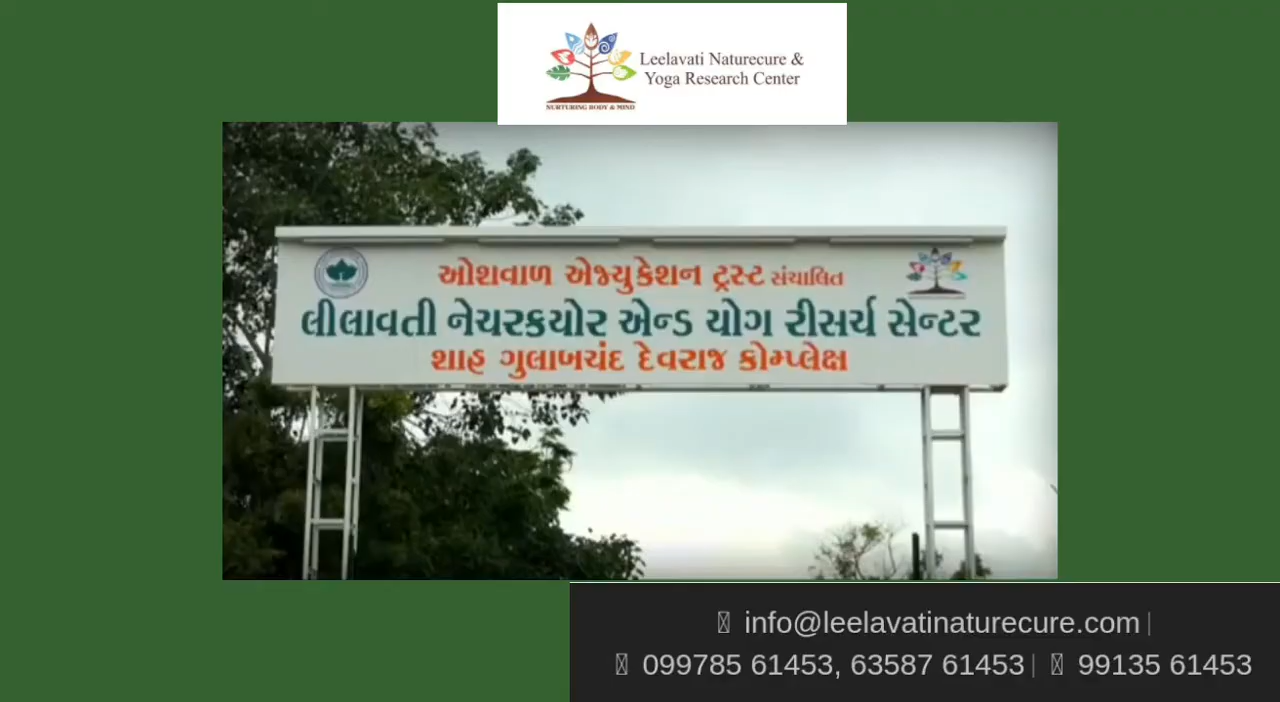 Leelavati Naturecure &
Yoga Research Center
NURTURING BODY & MIND
ઓશવાળ એજ્યુકેશન ટ્રસ્ટ સંચાલિત
લીલાવતી નેચરક્યોર એન્ડ યોગ રીસર્ચ સેન્ટર
શાહ ગુલાબચંદ દેવરાજ કોમ્પ્લેક્ષ
info@leelavatinaturecure.com |
099785 61453, 63587 61453 | 99135 61453